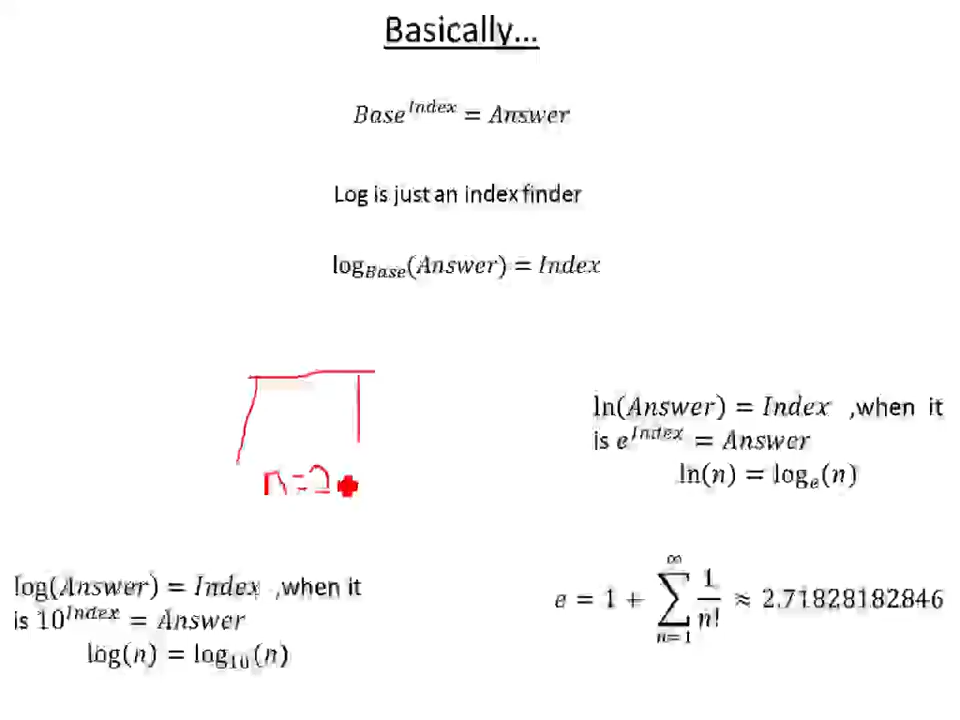 Basically...
Base^Index = Answer
Log is just an index finder
log_Base(Answer) = Index
ln(Answer) = Index ,when it
is e^Index = Answer
ln(n) = log_e(n)
n=2
log(Answer) = Index ,when it
is 10^Index = Answer
log(n) = log_10(n)
e = 1 + ∑_{n=1}^∞ 1/n! ≈ 2.71828182846